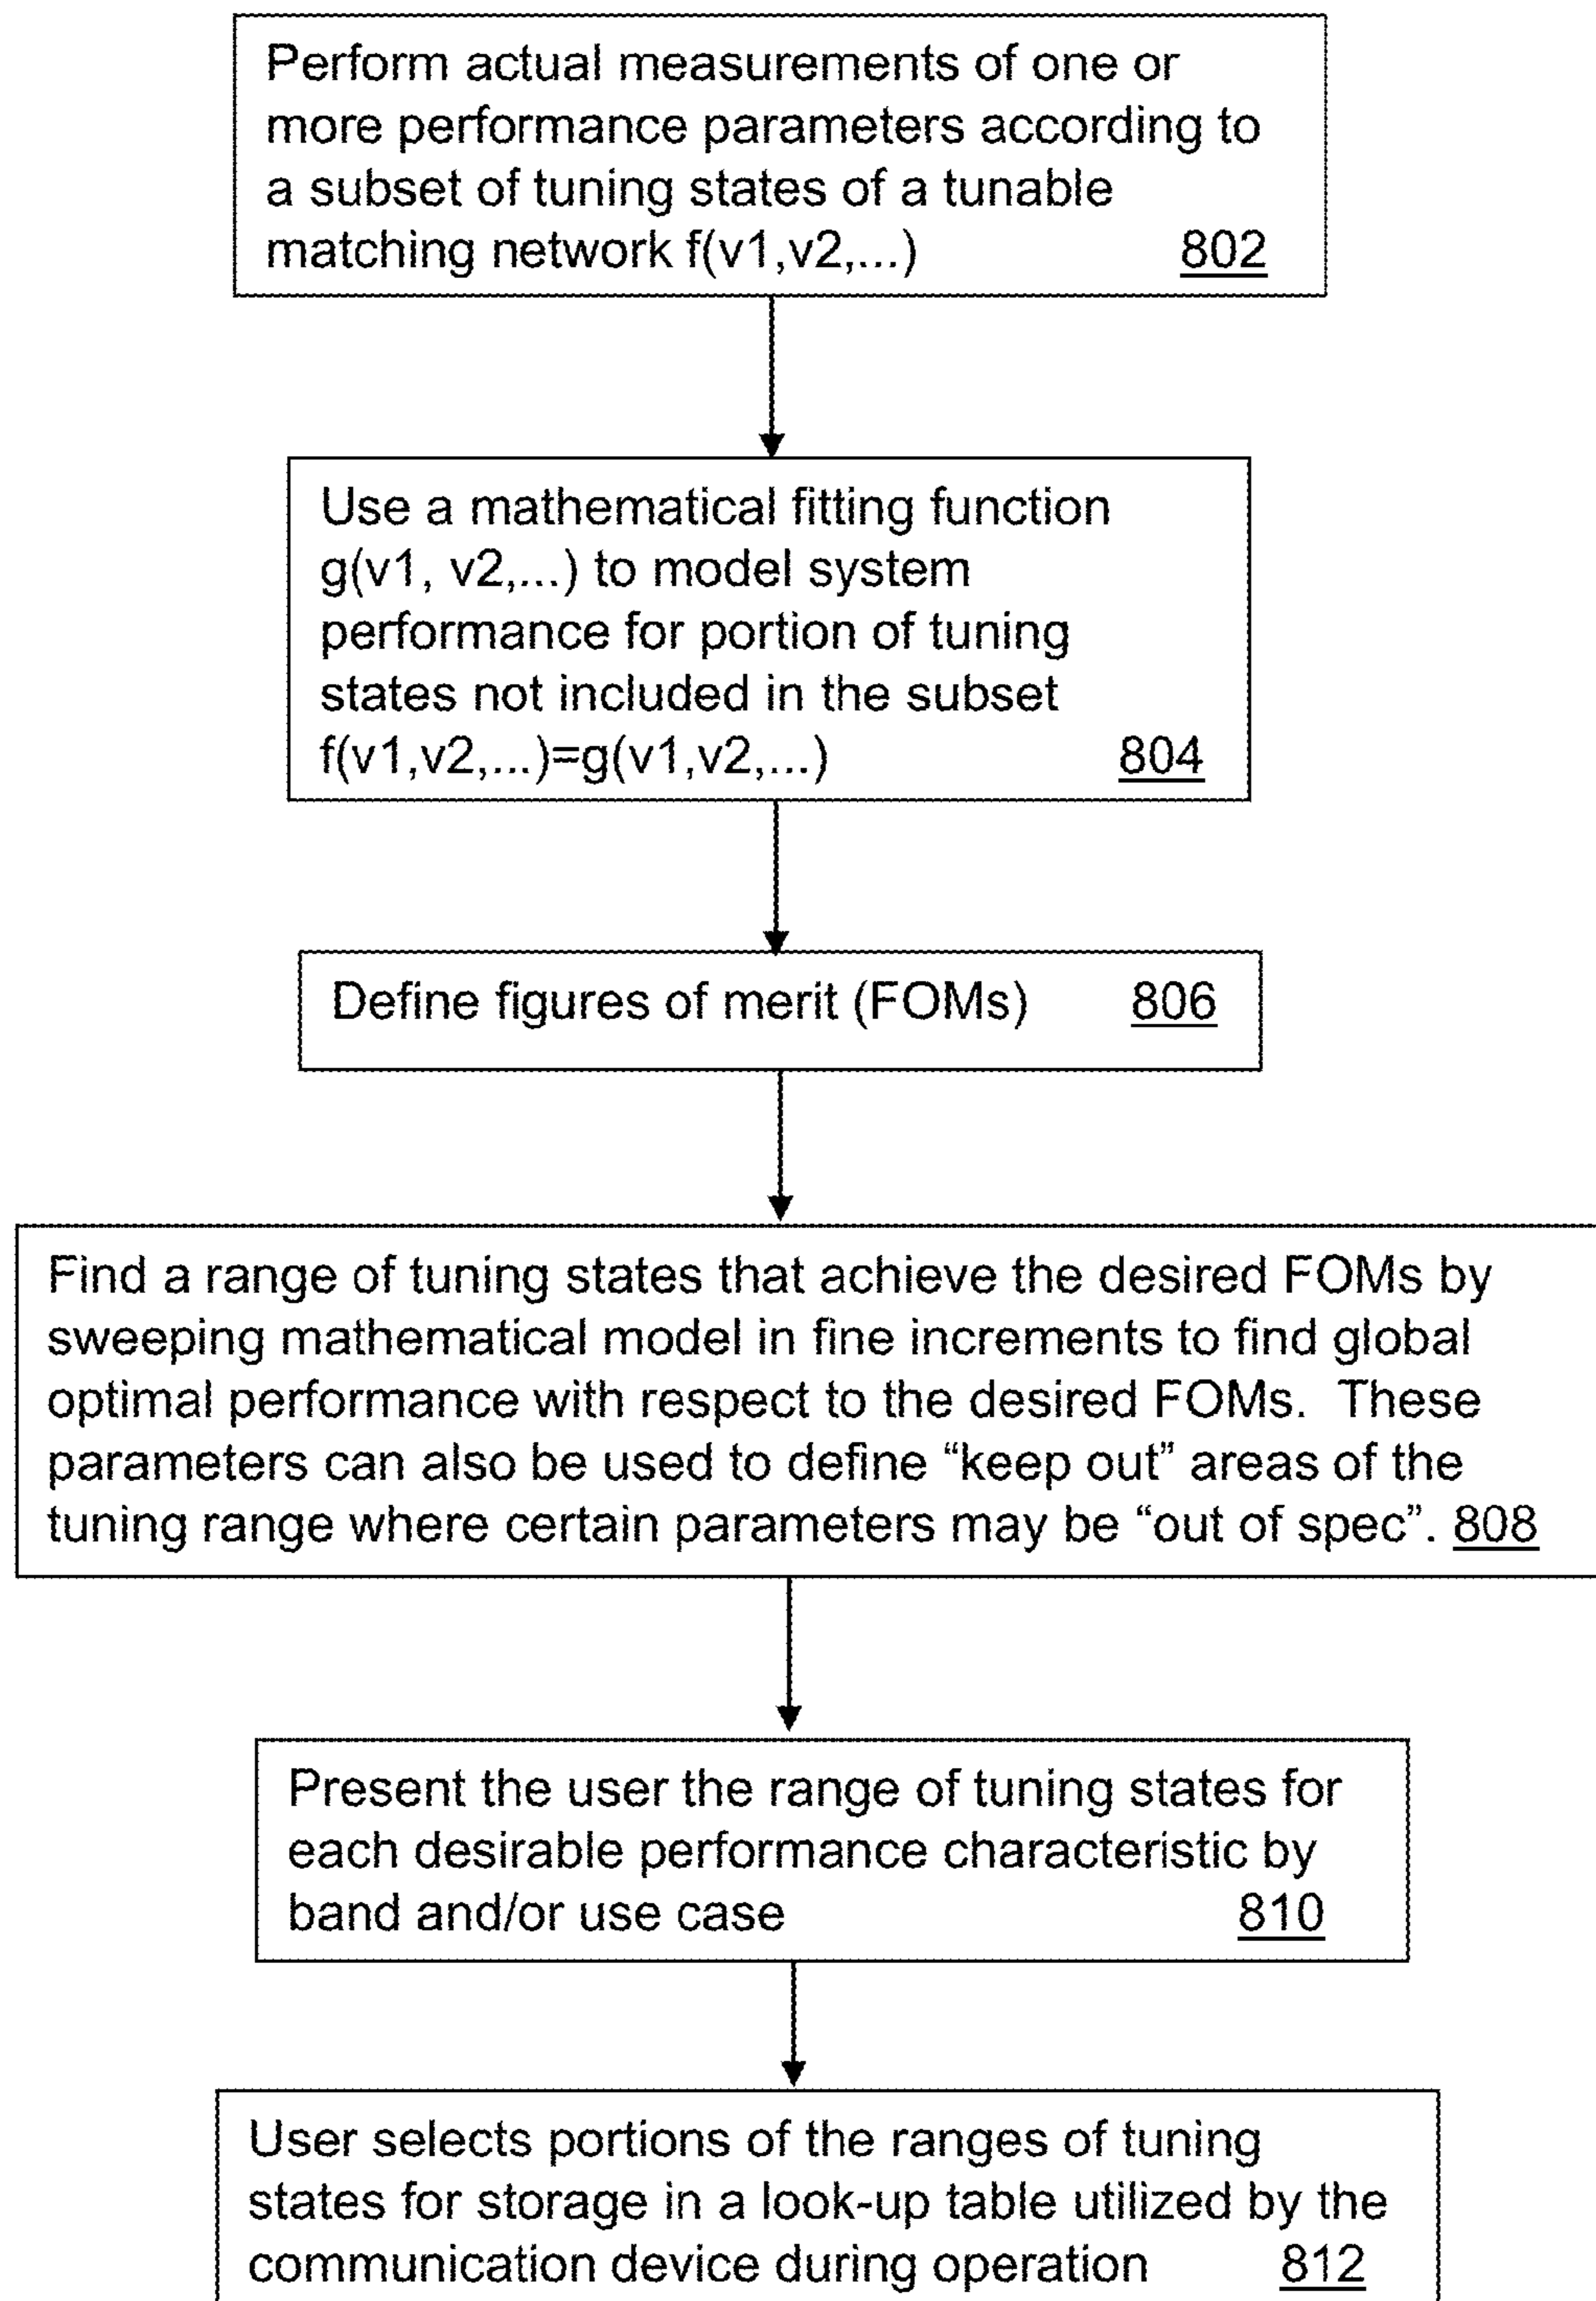 Perform actual measurements of one or
more performance parameters according to
a subset of tuning states of a tunable
matching network f(v1,v2,...) 802
Use a mathematical fitting function
g(v1, v2,...) to model system
performance for portion of tuning
states not included in the subset
f(v1,v2,...)=g(v1,v2,...) 804
Define figures of merit (FOMs) 806
Find a range of tuning states that achieve the desired FOMs by
sweeping mathematical model in fine increments to find global
optimal performance with respect to the desired FOMs.  These
parameters can also be used to define “keep out” areas of the
tuning range where certain parameters may be “out of spec”. 808
Present the user the range of tuning states for
each desirable performance characteristic by
band and/or use case 810
User selects portions of the ranges of tuning
states for storage in a look-up table utilized by the
communication device during operation 812